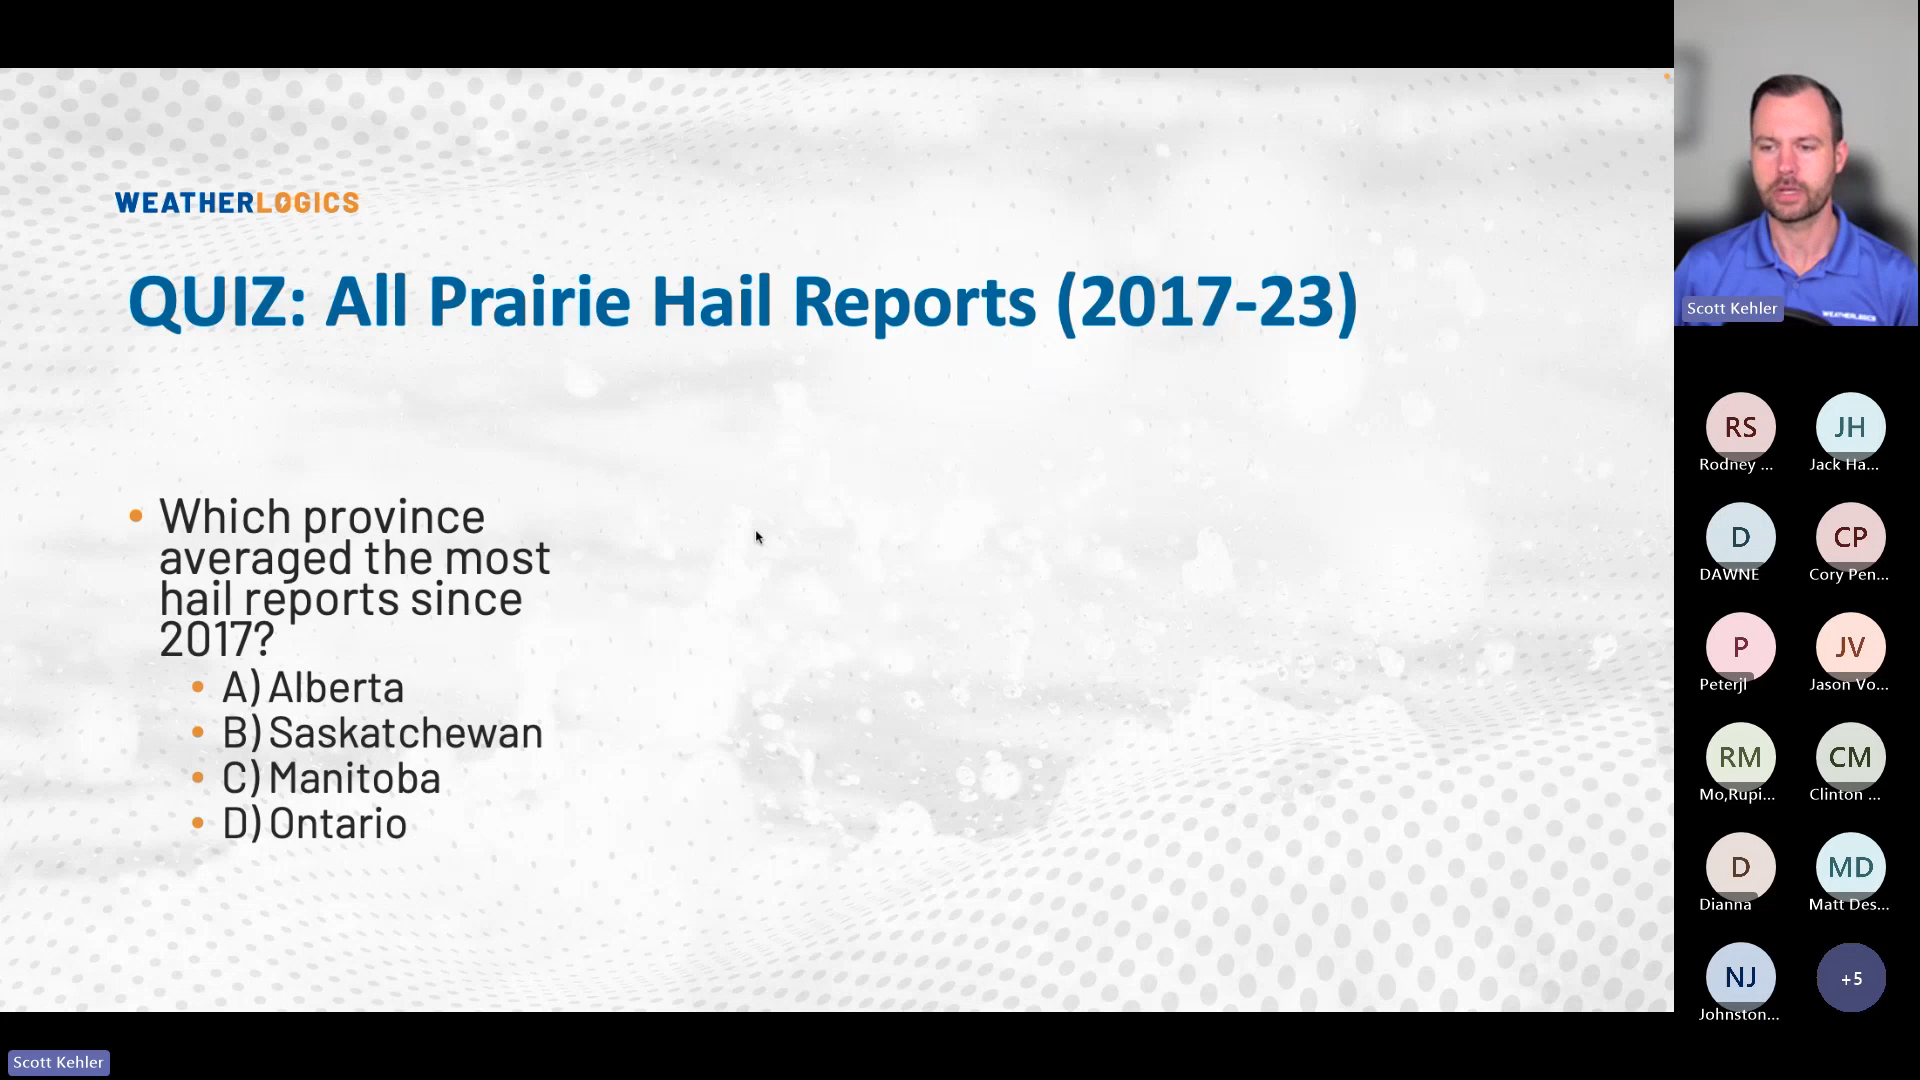 WEATHERLOGICS
QUIZ: All Prairie Hail Reports (2017-23)
• Which province
averaged the most
hail reports since
2017?
• A) Alberta
• B) Saskatchewan
• C) Manitoba
• D) Ontario
WEATHERLOGICS
Scott Kehler
RS
JH
Rodney ...
Jack Ha...
D
CP
DAWNE
Cory Pen...
P
JV
Peterjl
Jason Vo...
RM
CM
Mo,Rupi...
Clinton ...
D
MD
Dianna
Matt Des...
NJ
+5
Johnston...
Scott Kehler